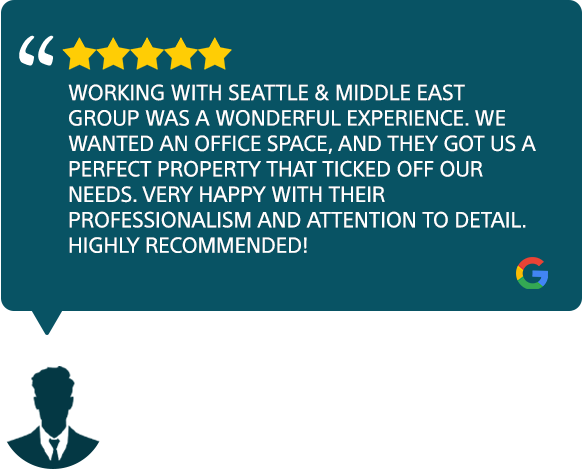 WORKING WITH SEATTLE & MIDDLE EAST
GROUP WAS A WONDERFUL EXPERIENCE. WE
WANTED AN OFFICE SPACE, AND THEY GOT US A
PERFECT PROPERTY THAT TICKED OFF OUR
NEEDS. VERY HAPPY WITH THEIR
PROFESSIONALISM AND ATTENTION TO DETAIL.
HIGHLY RECOMMENDED!